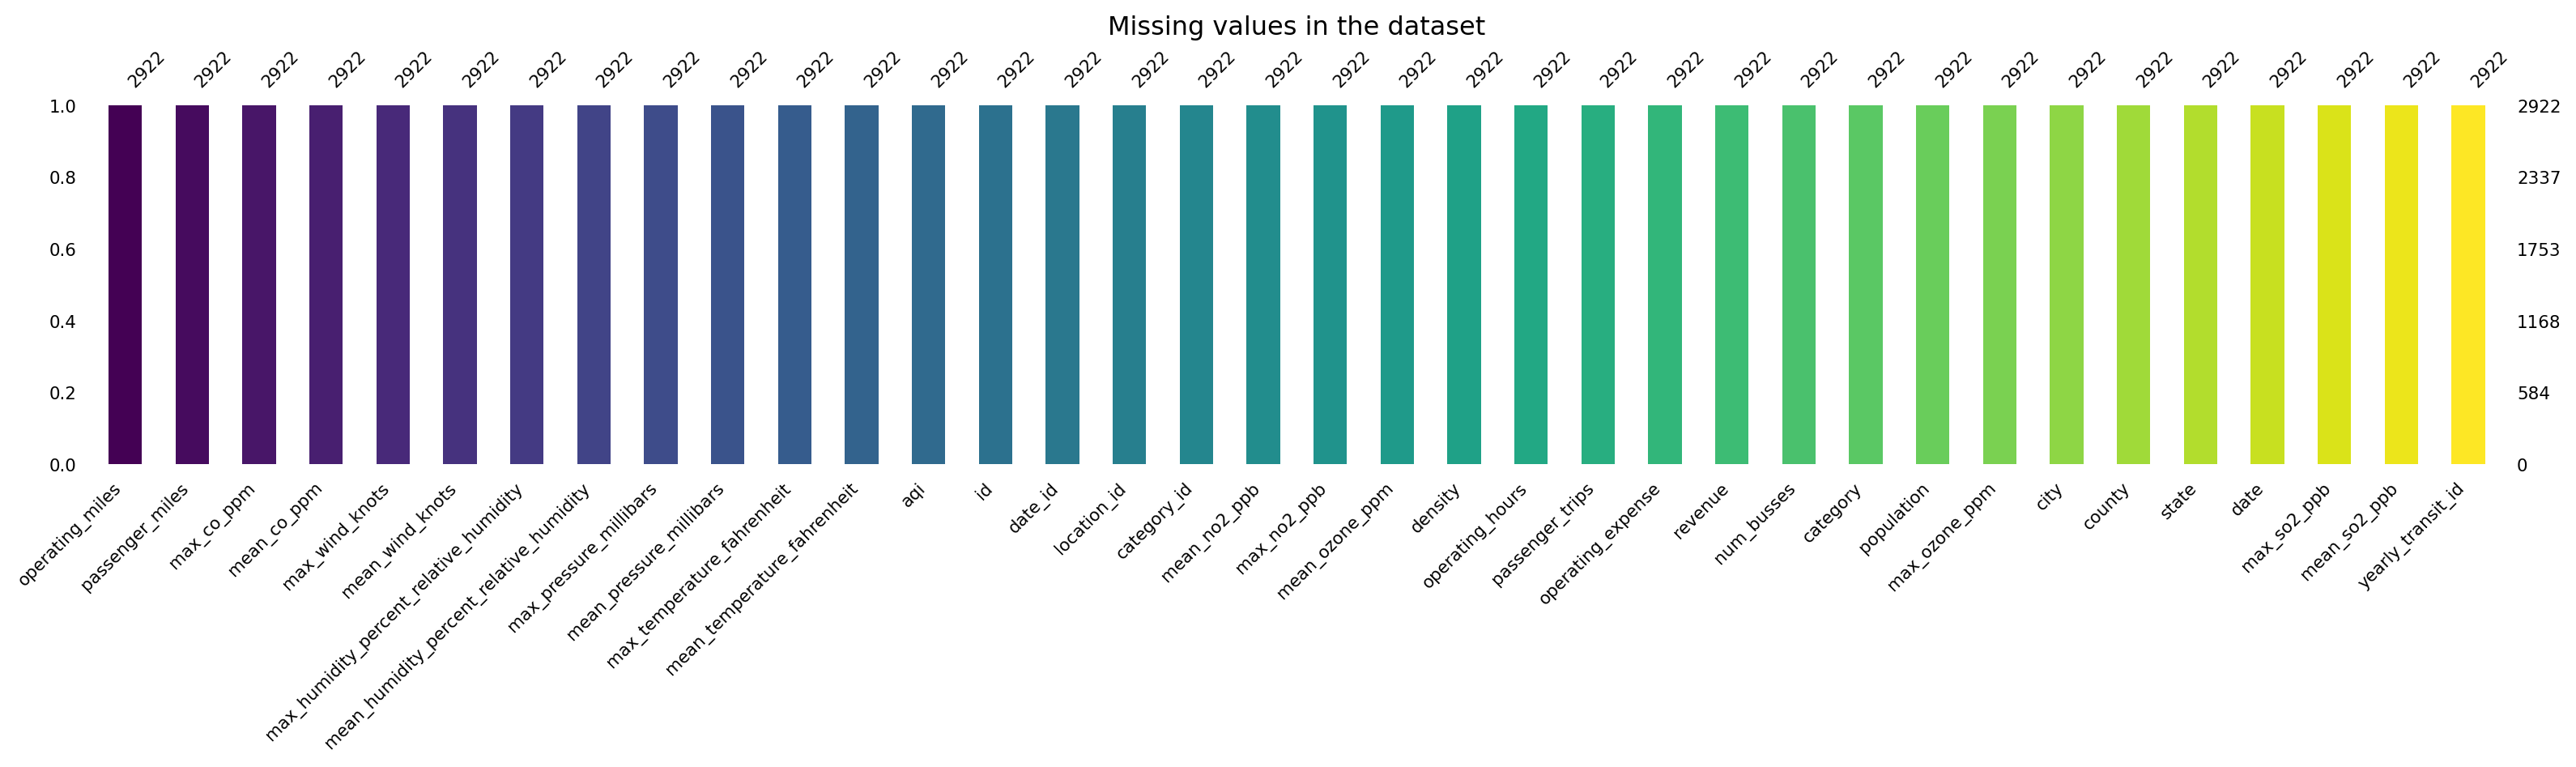 Missing values in the dataset
2922 2922 2922 2922 2922 2922 2922 2922 2922 2922 2922 2922 2922 2922 2922 2922 2922 2922 2922 2922 2922 2922 2922 2922 2922 2922 2922 2922 2922 2922 2922 2922 2922 2922 2922 2922
1.0 2922
0.8 2337
0.6 1753
0.4 1168
0.2 584
0.0 0
operating_miles
passenger_miles
max_co_ppm
mean_co_ppm
max_wind_knots
mean_wind_knots
max_humidity_percent_relative_humidity
mean_humidity_percent_relative_humidity
max_pressure_millibars
mean_pressure_millibars
max_temperature_fahrenheit
mean_temperature_fahrenheit
aqi
id
date_id
location_id
category_id
mean_no2_ppb
max_no2_ppb
mean_ozone_ppm
density
operating_hours
passenger_trips
operating_expense
revenue
num_busses
category
population
max_ozone_ppm
city
county
state
date
max_so2_ppb
mean_so2_ppb
yearly_transit_id